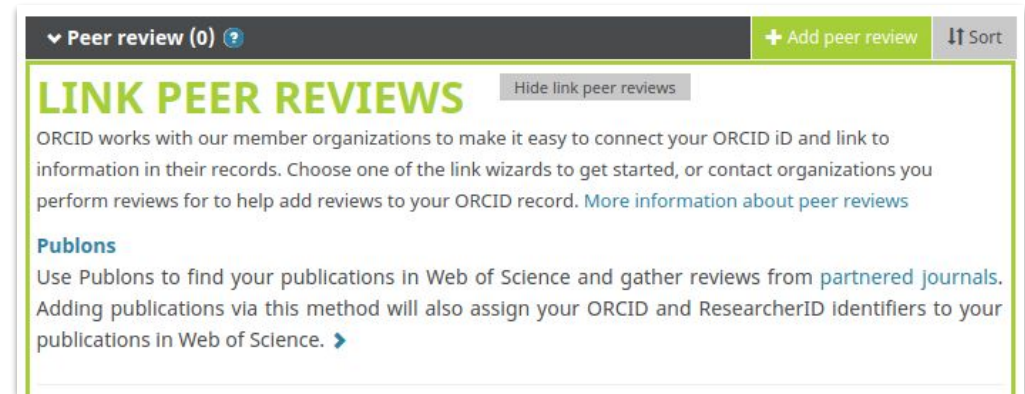 Peer review (0) ?
+ Add peer review
Sort
LINK PEER REVIEWS
Hide link peer reviews
ORCID works with our member organizations to make it easy to connect your ORCID iD and link to
information in their records. Choose one of the link wizards to get started, or contact organizations you
perform reviews for to help add reviews to your ORCID record. More information about peer reviews
Publons
Use Publons to find your publications in Web of Science and gather reviews from partnered journals.
Adding publications via this method will also assign your ORCID and ResearcherID identifiers to your
publications in Web of Science.